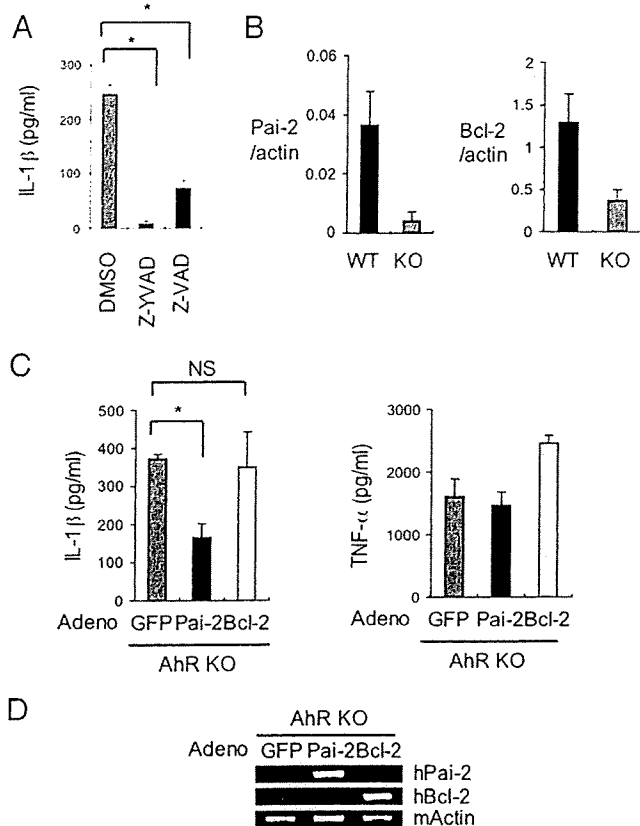 A
*
*
IL-1β (pg/ml)
300
200
100
0
DMSO
Z-YVAD
Z-VAD
B
Pai-2
/actin
0.06
0.04
0.02
0
WT KO
Bcl-2
/actin
2
1.5
1
0.5
0
WT KO
C
NS
*
IL-1β (pg/ml)
500
400
300
200
100
0
Adeno GFP Pai-2 Bcl-2
AhR KO
TNF-α (pg/ml)
3000
2000
1000
0
Adeno GFP Pai-2 Bcl-2
AhR KO
D
AhR KO
Adeno GFP Pai-2 Bcl-2
hPai-2
hBcl-2
mActin